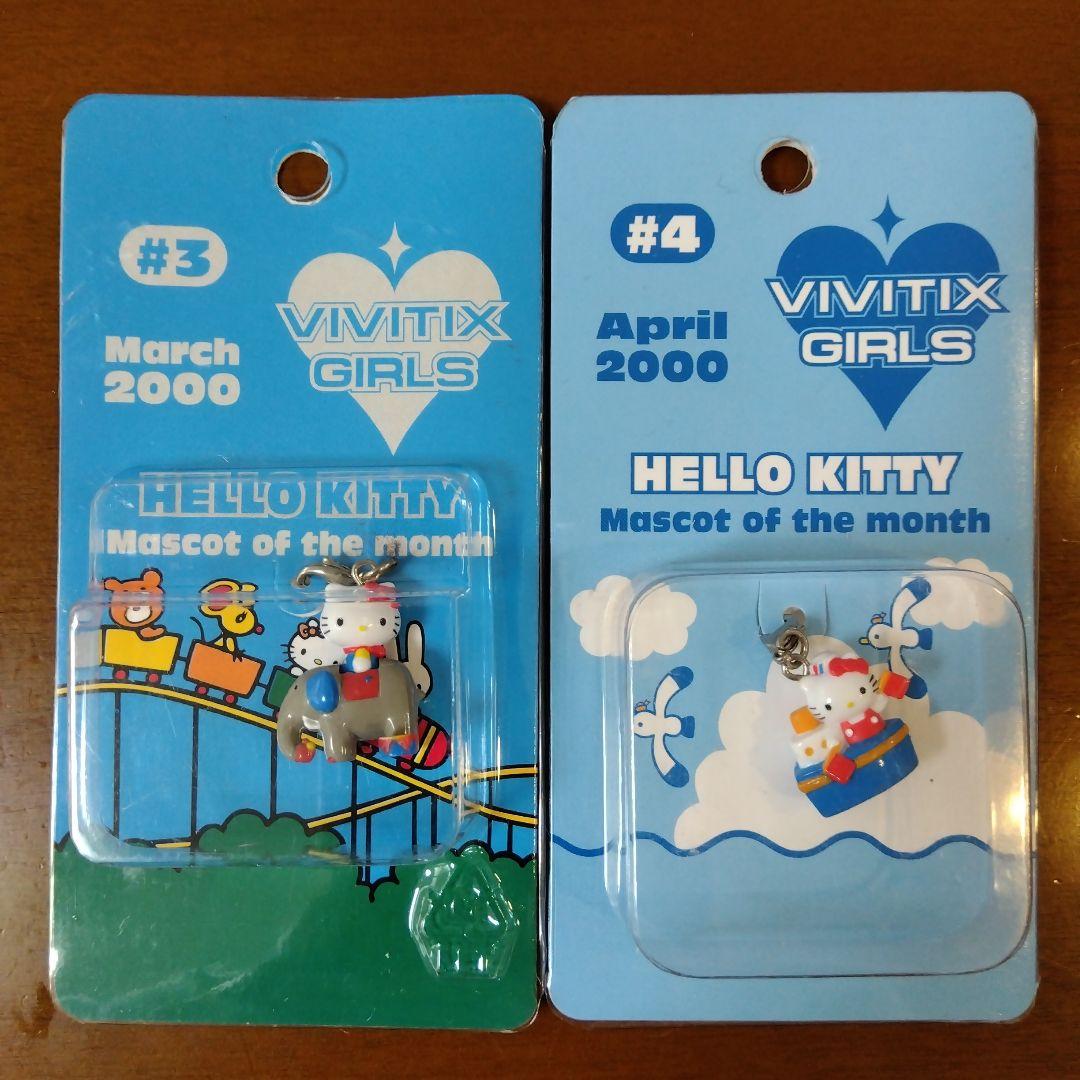 #3
VIVITIX
GIRLS
March
2000
HELLO KITTY
Mascot of the month
#4
VIVITIX
GIRLS
April
2000
HELLO KITTY
Mascot of the month